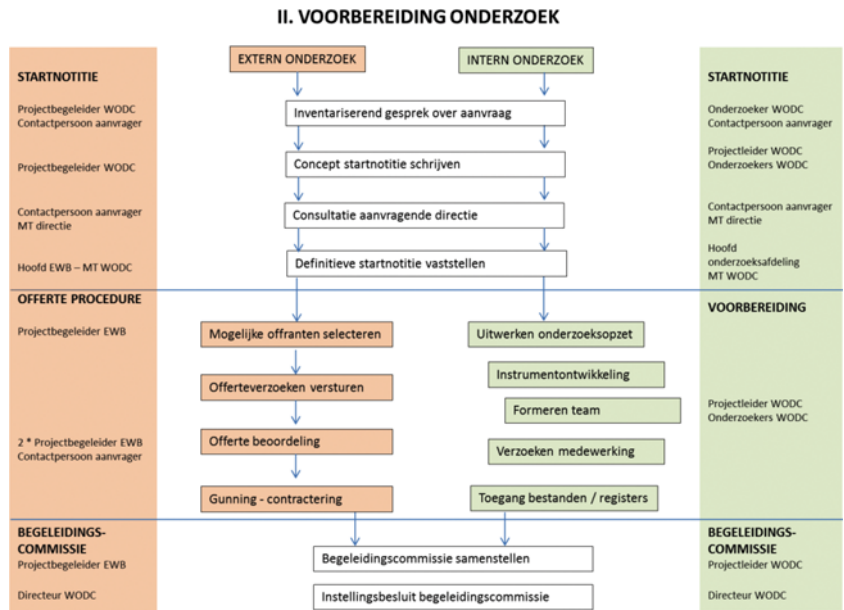 II. VOORBEREIDING ONDERZOEK
EXTERN ONDERZOEK
INTERN ONDERZOEK
STARTNOTITIE
Projectbegeleider WODC
Contactpersoon aanvrager
Projectbegeleider WODC
Contactpersoon aanvrager
MT directie
Hoofd EWB – MT WODC
Inventariserend gesprek over aanvraag
Concept startnotitie schrijven
Consultatie aanvragende directie
Definitieve startnotitie vaststellen
STARTNOTITIE
Onderzoeker WODC
Contactpersoon aanvrager
Projectleider WODC
Onderzoekers WODC
Contactpersoon aanvrager
MT directie
Hoofd
onderzoeksafdeling
MT WODC
OFFERTE PROCEDURE
Projectbegeleider EWB
2 * Projectbegeleider EWB
Contactpersoon aanvrager
Mogelijke offranten selecteren
Offerteverzoeken versturen
Offerte beoordeling
Gunning - contractering
Uitwerken onderzoeksopzet
Instrumentontwikkeling
Formeren team
Verzoeken medewerking
Toegang bestanden / registers
VOORBEREIDING
Projectleider WODC
Onderzoekers WODC
BEGELEIDINGS-
COMMISSIE
Projectbegeleider EWB
Directeur WODC
Begeleidingscommissie samenstellen
Instellingsbesluit begeleidingscommissie
BEGELEIDINGS-
COMMISSIE
Projectleider WODC
Directeur WODC